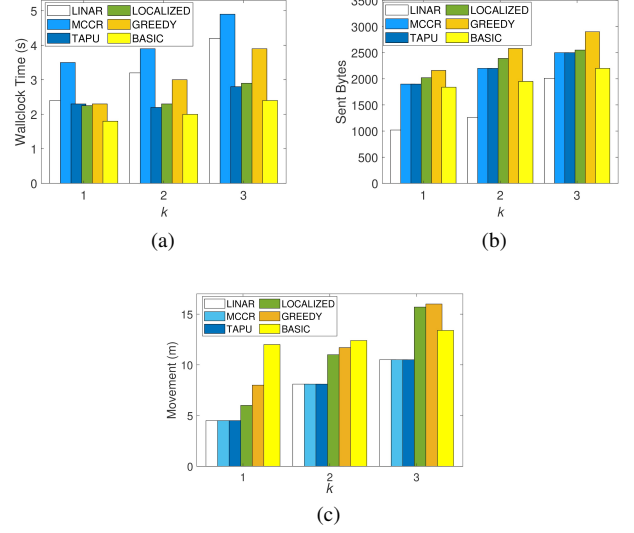 5
4
3
2
1
0
Wallclock Time (s)
LINAR LOCALIZED
MCCR GREEDY
TAPU BASIC
1 2 3
k
(a)
3500
3000
2500
2000
1500
1000
500
0
Sent Bytes
LINAR LOCALIZED
MCCR GREEDY
TAPU BASIC
1 2 3
k
(b)
15
10
5
0
Movement (m)
LINAR LOCALIZED
MCCR GREEDY
TAPU BASIC
1 2 3
k
(c)